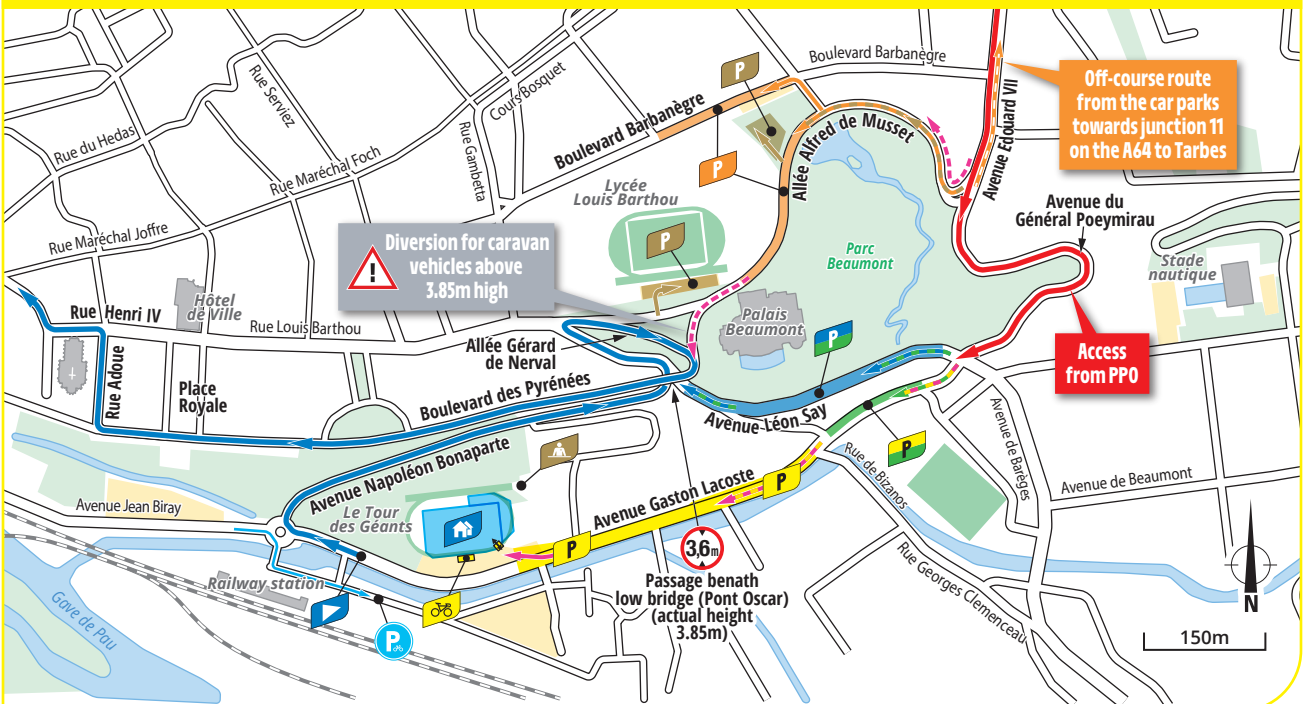 Boulevard Barbanègre
Off-course route
from the car parks
towards junction 11
on the A64 to Tarbes
Rue Serviez
Cours Bosquet
P
Avenue Edouard VII
Rue du Hedas
Boulevard Barbanègre
Rue Gambetta
Allée Alfred de Musset
Rue Maréchal Foch
P
Lycée
Louis Barthou
Avenue du
Général Poeymirau
Rue Maréchal Joffre
!
Diversion for caravan
vehicles above
3.85m high
P
Parc
Beaumont
Stade
nautique
Rue Henri IV
Hôtel
de Ville
Rue Louis Barthou
Palais
Beaumont
P
Allée Gérard
de Nerval
Access
from PPO
Rue Adoue
Place
Royale
Boulevard des Pyrénées
Avenue Léon Say
Avenue de Barèges
P
Avenue Napoléon Bonaparte
Rue de Bizanos
Avenue de Beaumont
Avenue Jean Biray
Le Tour
des Géants
Avenue Gaston Lacoste
P
P
3,6m
Passage benath
low bridge (Pont Oscar)
(actual height
3.85m)
Rue Georges Clemenceau
Railway station
Gave de Pau
P
N
150m